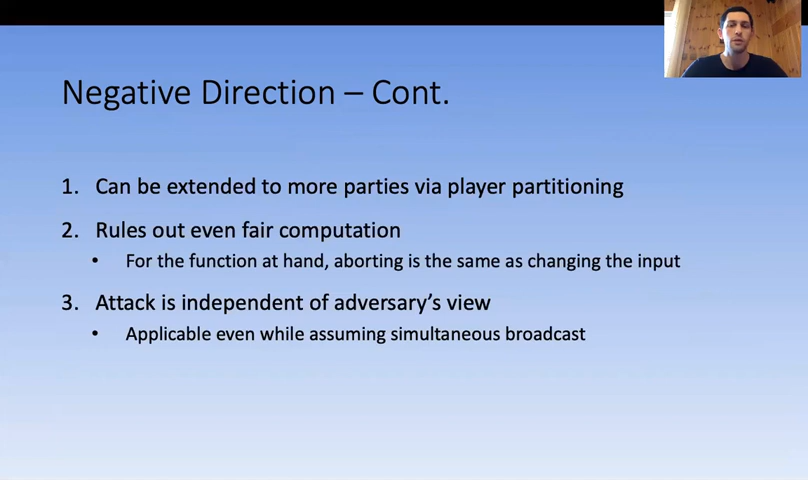 Negative Direction – Cont.
1. Can be extended to more parties via player partitioning
2. Rules out even fair computation
• For the function at hand, aborting is the same as changing the input
3. Attack is independent of adversary's view
• Applicable even while assuming simultaneous broadcast